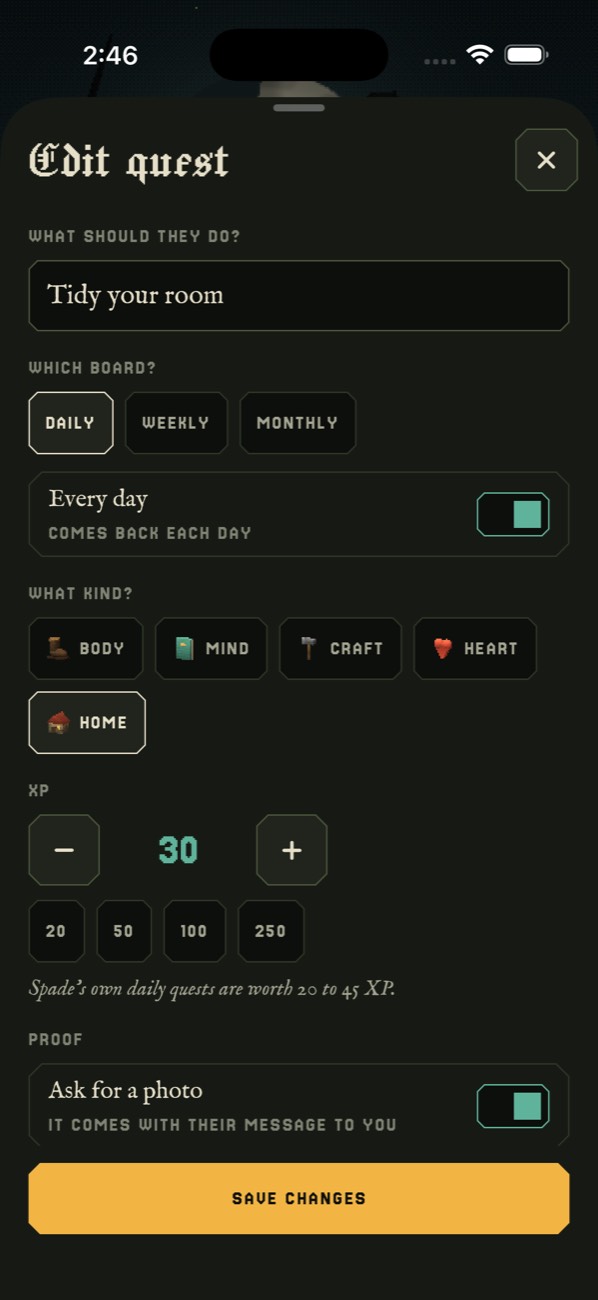 2:46
Edit quest
WHAT SHOULD THEY DO?
Tidy your room
WHICH BOARD?
DAILY WEEKLY MONTHLY
Every day
COMES BACK EACH DAY
WHAT KIND?
BODY MIND CRAFT HEART
HOME
XP
− 30 +
20 50 100 250
Spade's own daily quests are worth 20 to 45 XP.
PROOF
Ask for a photo
IT COMES WITH THEIR MESSAGE TO YOU
SAVE CHANGES